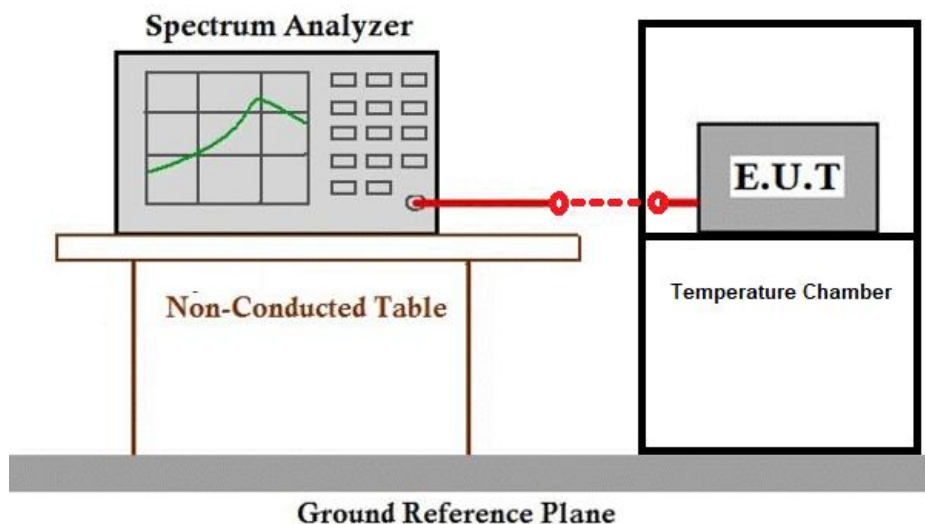 Spectrum Analyzer
E.U.T
Non-Conducted Table
Temperature Chamber
Ground Reference Plane